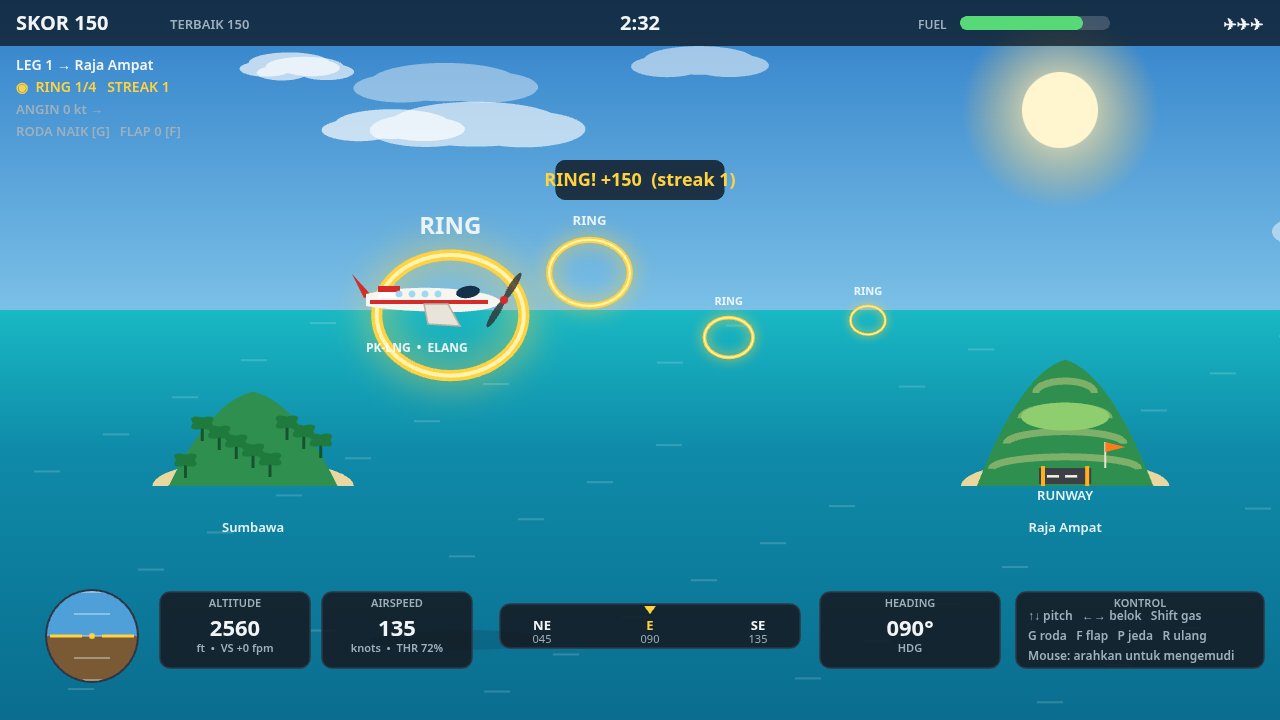 SKOR 150 TERBAIK 150 2:32 FUEL ✈✈✈
LEG 1 → Raja Ampat
◉ RING 1/4 STREAK 1
ANGIN 0 kt →
RODA NAIK [G] FLAP 0 [F]
RING! +150 (streak 1)
RING
RING
RING
RING
PK-LNG • ELANG
RUNWAY
Sumbawa
Raja Ampat
ALTITUDE
2560
ft • VS +0 fpm
AIRSPEED
135
knots • THR 72%
NE E SE
045 090 135
HEADING
090°
HDG
KONTROL
↑↓ pitch ←→ belok Shift gas
G roda F flap P jeda R ulang
Mouse: arahkan untuk mengemudi